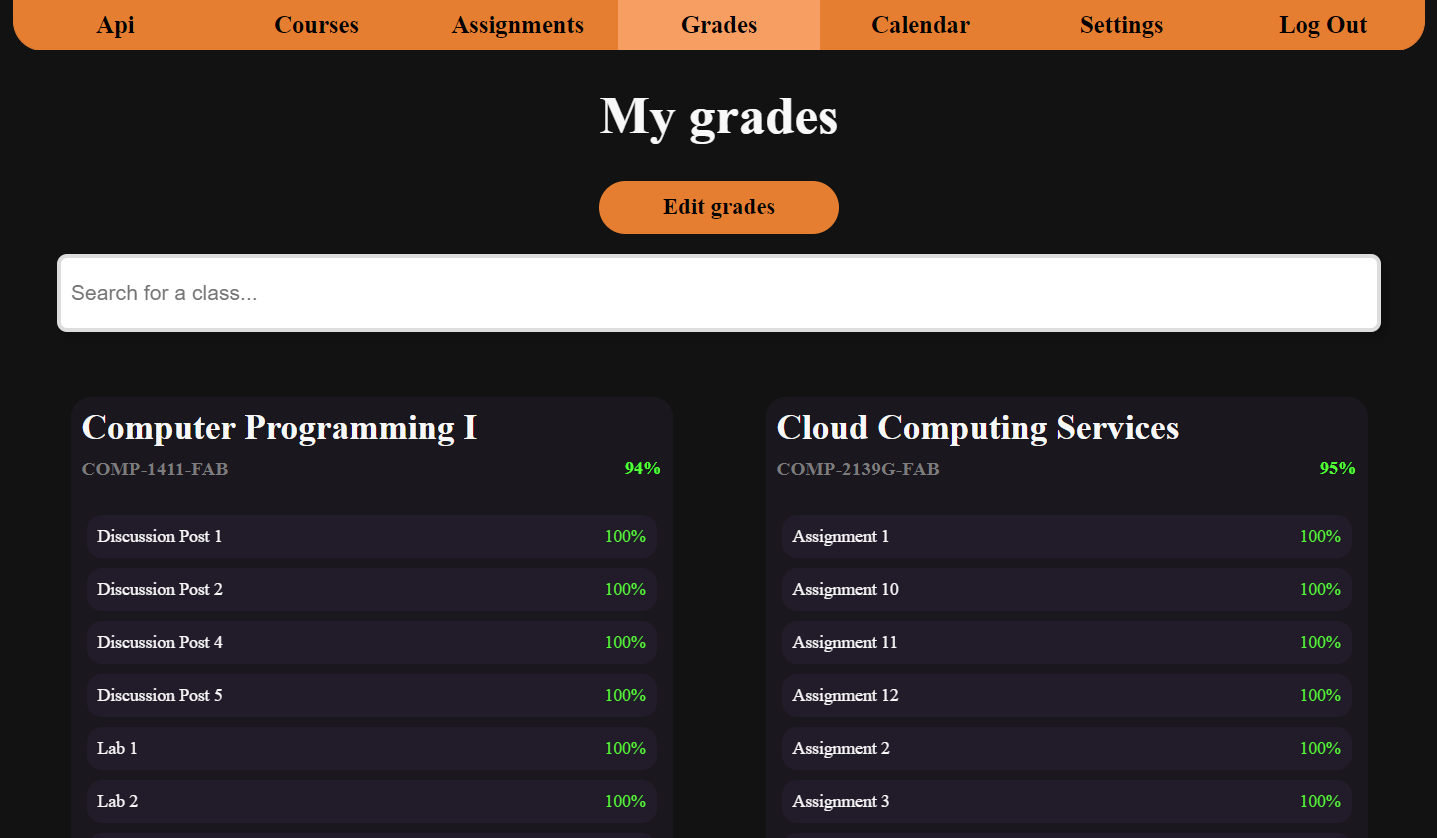 Api Courses Assignments Grades Calendar Settings Log Out
My grades
Edit grades
Search for a class...
Computer Programming I
COMP-1411-FAB 94%
Discussion Post 1 100%
Discussion Post 2 100%
Discussion Post 4 100%
Discussion Post 5 100%
Lab 1 100%
Lab 2 100%
Cloud Computing Services
COMP-2139G-FAB 95%
Assignment 1 100%
Assignment 10 100%
Assignment 11 100%
Assignment 12 100%
Assignment 2 100%
Assignment 3 100%